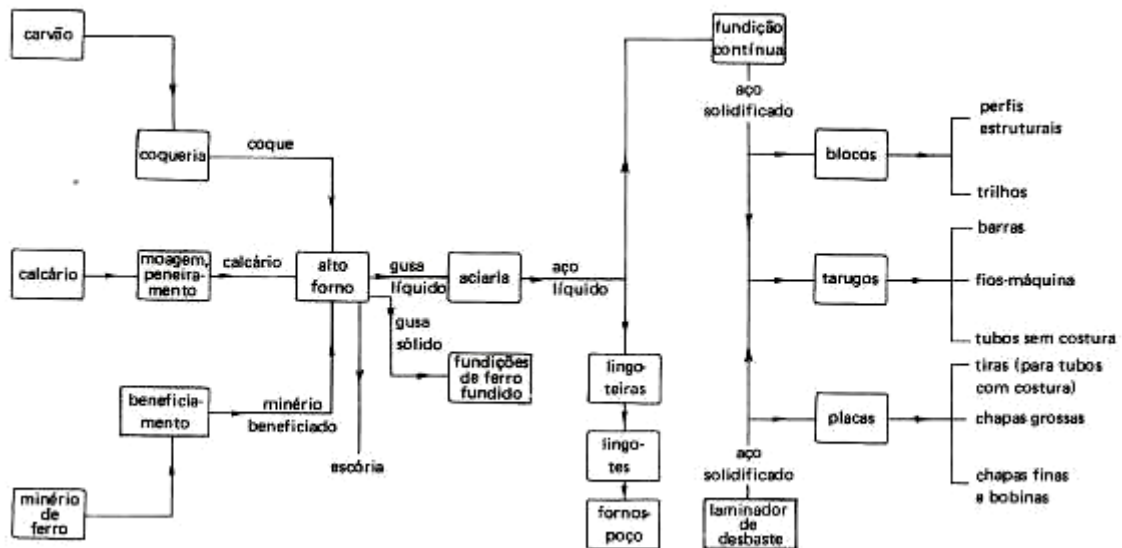 carvão
coqueria
coque
calcário
moagem,
peneira-
mento
calcário
alto
forno
gusa
líquido
aciaria
aço
líquido
gusa
sólido
fundições
de ferro
fundido
beneficia-
mento
minério
beneficiado
escória
minério
de
ferro
lingo-
teiras
lingo-
tes
fornos-
poço
fundição
contínua
aço
solidificado
blocos
perfis
estruturais
trilhos
tarugos
barras
fios-máquina
tubos sem costura
placas
tiras (para tubos
com costura)
chapas grossas
chapas finas
e bobinas
aço
solidificado
laminador
de
desbaste